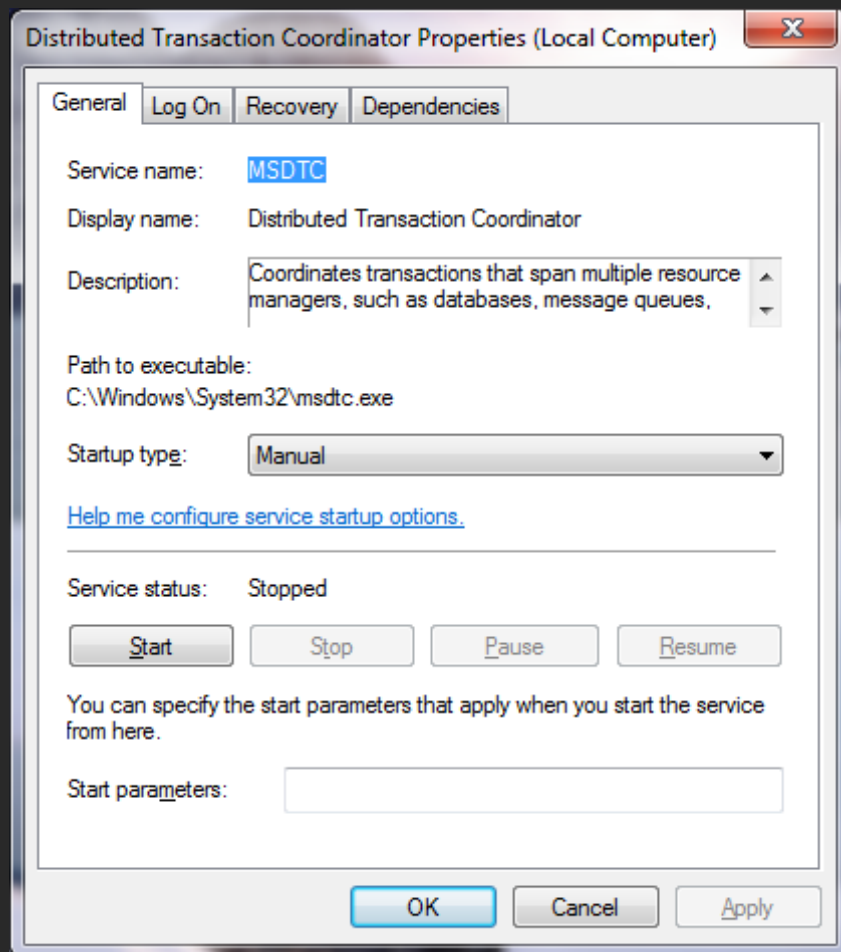 Distributed Transaction Coordinator Properties (Local Computer)
x
General Log On Recovery Dependencies
Service name: MSDTC
Display name: Distributed Transaction Coordinator
Description: Coordinates transactions that span multiple resource
managers, such as databases, message queues,
Path to executable:
C:\Windows\System32\msdtc.exe
Startup type: Manual
Help me configure service startup options.
Service status: Stopped
Start Stop Pause Resume
You can specify the start parameters that apply when you start the service
from here.
Start parameters:
OK Cancel Apply